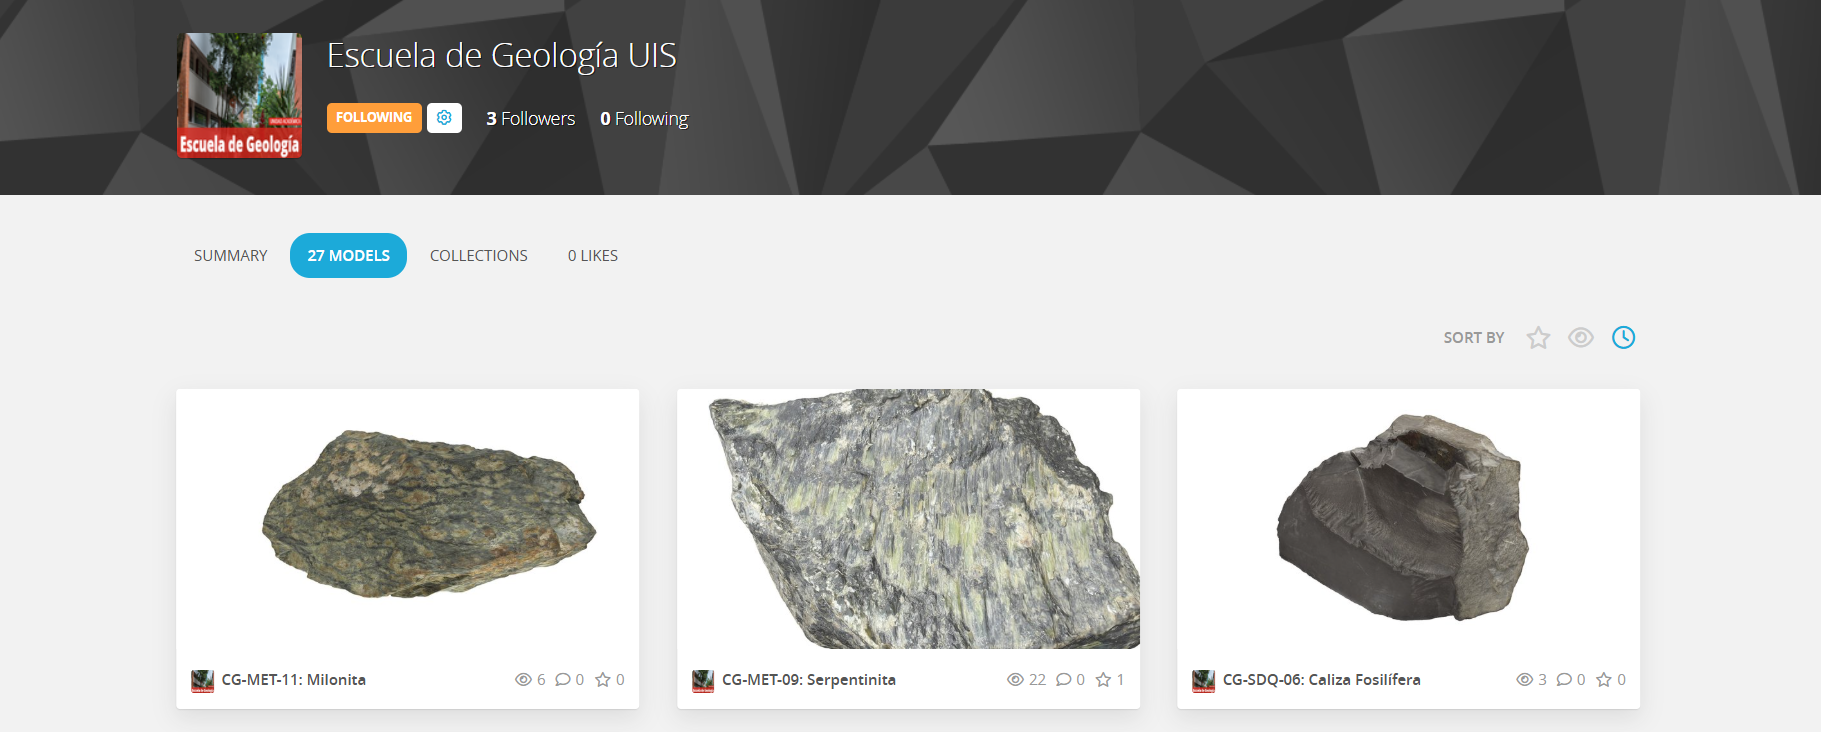 Escuela de Geología UIS
FOLLOWING
3 Followers
0 Following
UNIDAD ACADÉMICA
Escuela de Geología
SUMMARY
27 MODELS
COLLECTIONS
0 LIKES
SORT BY
CG-MET-11: Milonita
6
0
0
CG-MET-09: Serpentinita
22
0
1
CG-SDQ-06: Caliza Fosilífera
3
0
0